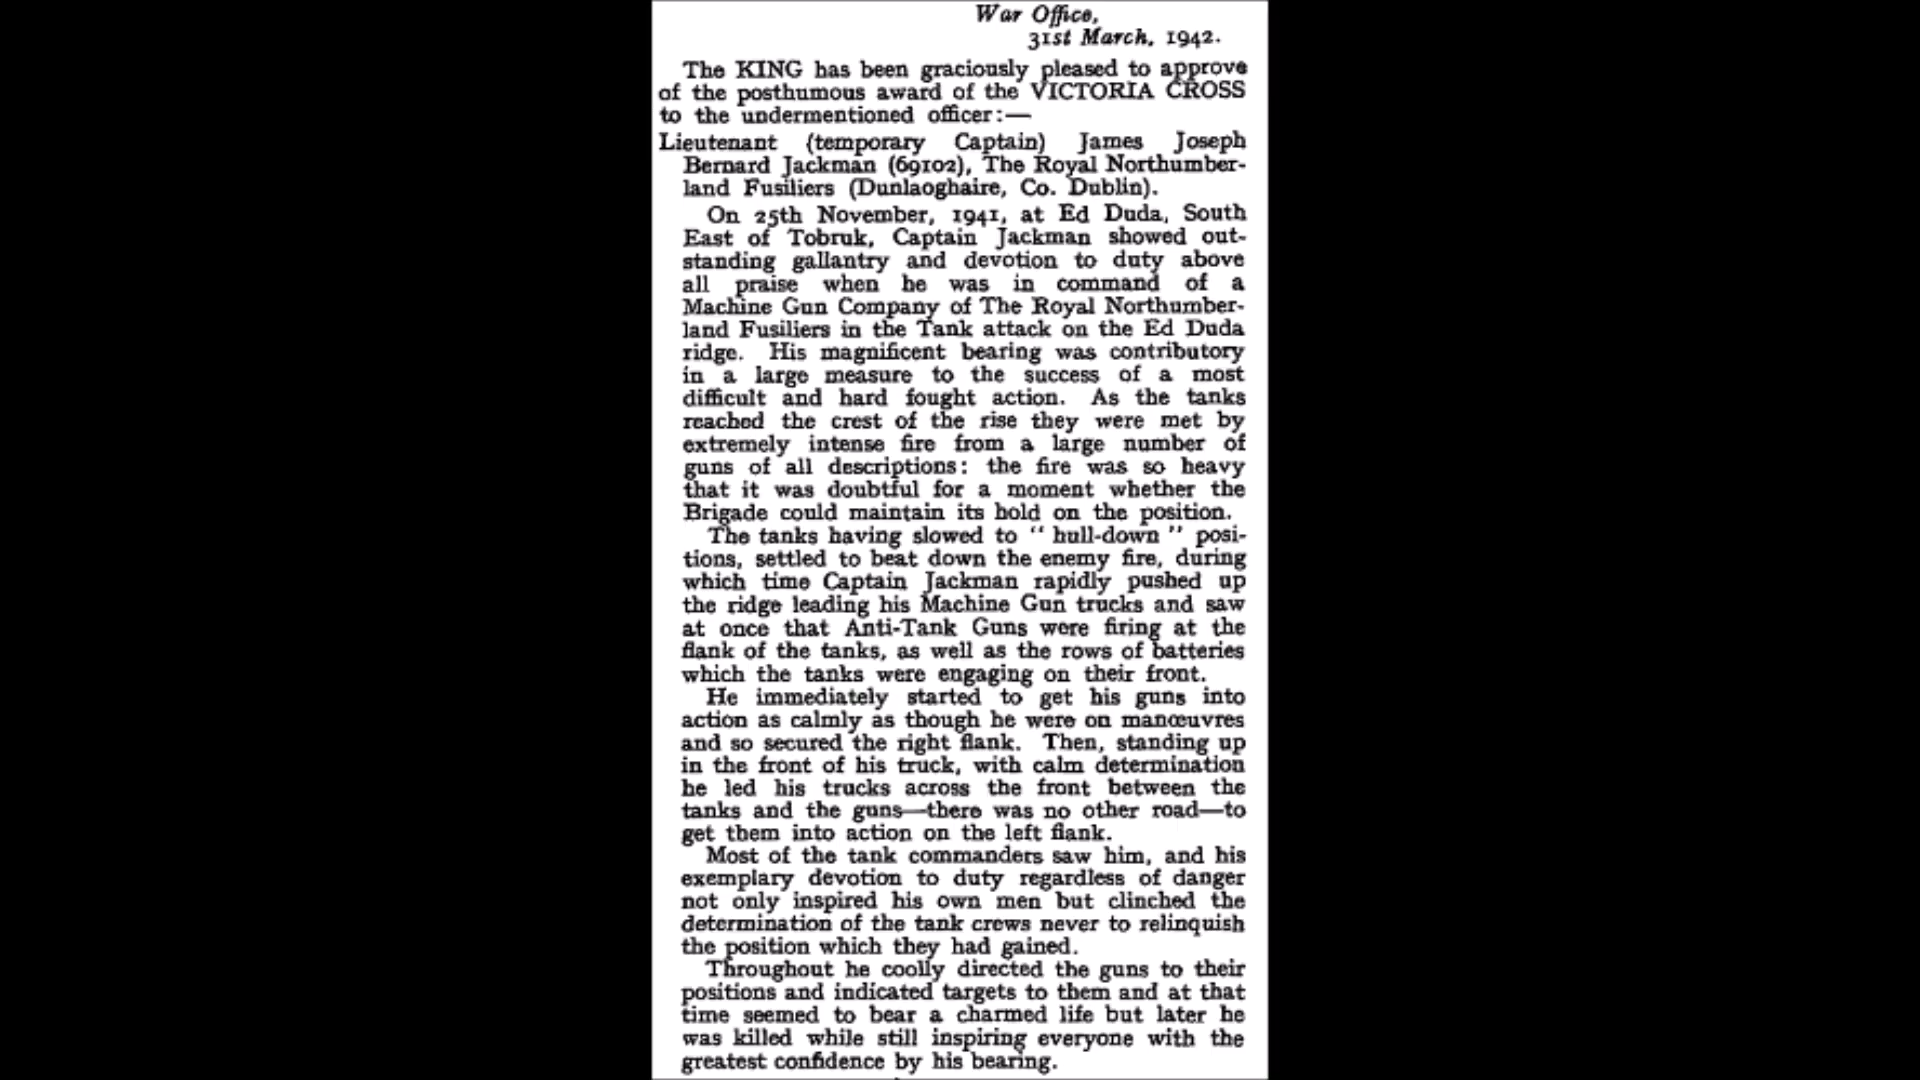 War Office,
31st March, 1942.
The KING has been graciously pleased to approve
of the posthumous award of the VICTORIA CROSS
to the undermentioned officer:—
Lieutenant (temporary Captain) James Joseph
Bernard Jackman (69102), The Royal Northumber-
land Fusiliers (Dunlaoghaire, Co. Dublin).
On 25th November, 1941, at Ed Duda, South
East of Tobruk, Captain Jackman showed out-
standing gallantry and devotion to duty above
all praise when he was in command of a
Machine Gun Company of The Royal Northumber-
land Fusiliers in the Tank attack on the Ed Duda
ridge. His magnificent bearing was contributory
in a large measure to the success of a most
difficult and hard fought action. As the tanks
reached the crest of the rise they were met by
extremely intense fire from a large number of
guns of all descriptions: the fire was so heavy
that it was doubtful for a moment whether the
Brigade could maintain its hold on the position.
The tanks having slowed to " hull-down " posi-
tions, settled to beat down the enemy fire, during
which time Captain Jackman rapidly pushed up
the ridge leading his Machine Gun trucks and saw
at once that Anti-Tank Guns were firing at the
flank of the tanks, as well as the rows of batteries
which the tanks were engaging on their front.
He immediately started to get his guns into
action as calmly as though he were on manœuvres
and so secured the right flank. Then, standing up
in the front of his truck, with calm determination
he led his trucks across the front between the
tanks and the guns—there was no other road—to
get them into action on the left flank.
Most of the tank commanders saw him, and his
exemplary devotion to duty regardless of danger
not only inspired his own men but clinched the
determination of the tank crews never to relinquish
the position which they had gained.
Throughout he coolly directed the guns to their
positions and indicated targets to them and at that
time seemed to bear a charmed life but later he
was killed while still inspiring everyone with the
greatest confidence by his bearing.